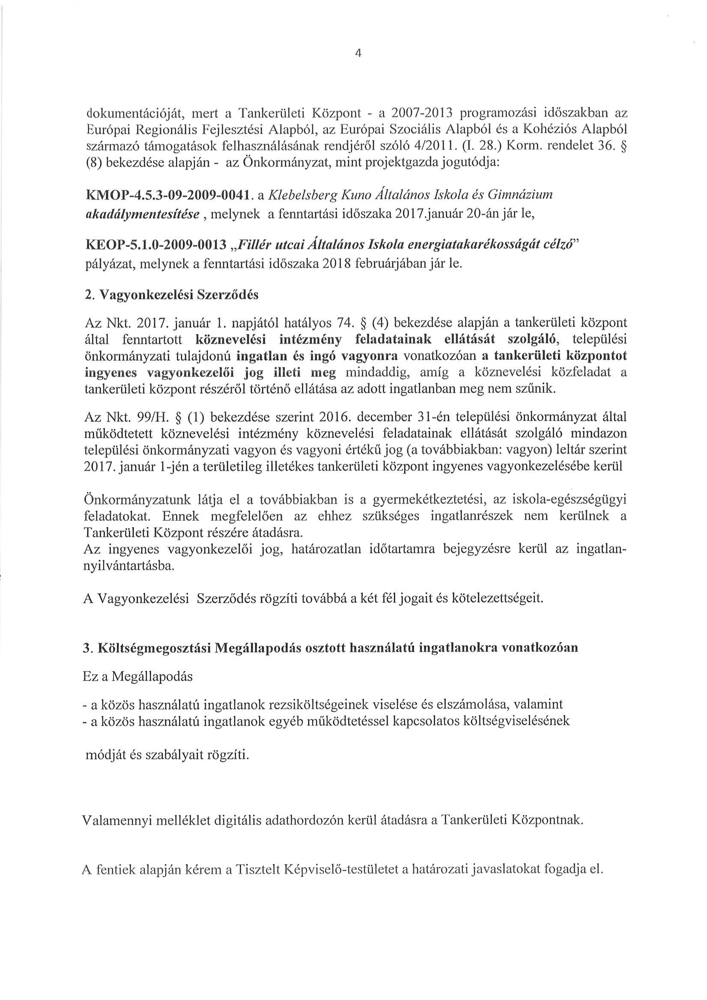 4
dokumentációját, mert a Tankerületi Központ - a 2007-2013 programozási időszakban az
Európai Regionális Fejlesztési Alapból, az Európai Szociális Alapból és a Kohéziós Alapból
származó támogatások felhasználásának rendjéről szóló 4/2011. (I. 28.) Korm. rendelet 36. §
(8) bekezdése alapján - az Önkormányzat, mint projektgazda jogutódja:
KMOP-4.5.3-09-2009-0041. a Klebelsberg Kuno Általános Iskola és Gimnázium
akadálymentesítése , melynek a fenntartási időszaka 2017.január 20-án jár le,
KEOP-5.1.0-2009-0013 „Fillér utcai Általános Iskola energiatakarékosságát célzó”
pályázat, melynek a fenntartási időszaka 2018 februárjában jár le.
2. Vagyonkezelési Szerződés
Az Nkt. 2017. január 1. napjától hatályos 74. § (4) bekezdése alapján a tankerületi központ
által fenntartott köznevelési intézmény feladatainak ellátását szolgáló, települési
önkormányzati tulajdonú ingatlan és ingó vagyonra vonatkozóan a tankerületi központot
ingyenes vagyonkezelői jog illeti meg mindaddig, amíg a köznevelési közfeladat a
tankerületi központ részéről történő ellátása az adott ingatlanban meg nem szűnik.
Az Nkt. 99/H. § (1) bekezdése szerint 2016. december 31-én települési önkormányzat által
működtetett köznevelési intézmény köznevelési feladatainak ellátását szolgáló mindazon
települési önkormányzati vagyon és vagyoni értékű jog (a továbbiakban: vagyon) leltár szerint
2017. január 1-jén a területileg illetékes tankerületi központ ingyenes vagyonkezelésébe kerül
Önkormányzatunk látja el a továbbiakban is a gyermekétkeztetési, az iskola-egészségügyi
feladatokat. Ennek megfelelően az ehhez szükséges ingatlanrészek nem kerülnek a
Tankerületi Központ részére átadásra.
Az ingyenes vagyonkezelői jog, határozatlan időtartamra bejegyzésre kerül az ingatlan-
nyilvántartásba.
A Vagyonkezelési Szerződés rögzíti továbbá a két fél jogait és kötelezettségeit.
3. Költségmegosztási Megállapodás osztott használatú ingatlanokra vonatkozóan
Ez a Megállapodás
- a közös használatú ingatlanok rezsiköltségeinek viselése és elszámolása, valamint
- a közös használatú ingatlanok egyéb működtetéssel kapcsolatos költségviselésének
módját és szabályait rögzíti.
Valamennyi melléklet digitális adathordozón kerül átadásra a Tankerületi Központnak.
A fentiek alapján kérem a Tisztelt Képviselő-testületet a határozati javaslatokat fogadja el.